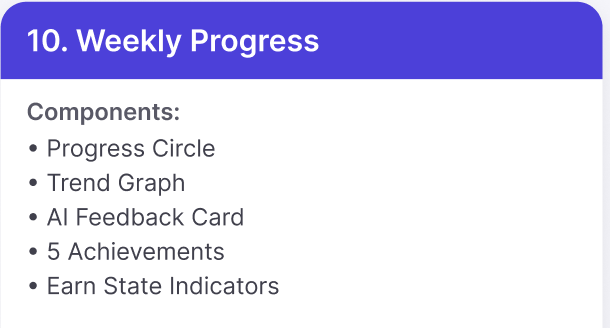 10. Weekly Progress
Components:
• Progress Circle
• Trend Graph
• AI Feedback Card
• 5 Achievements
• Earn State Indicators